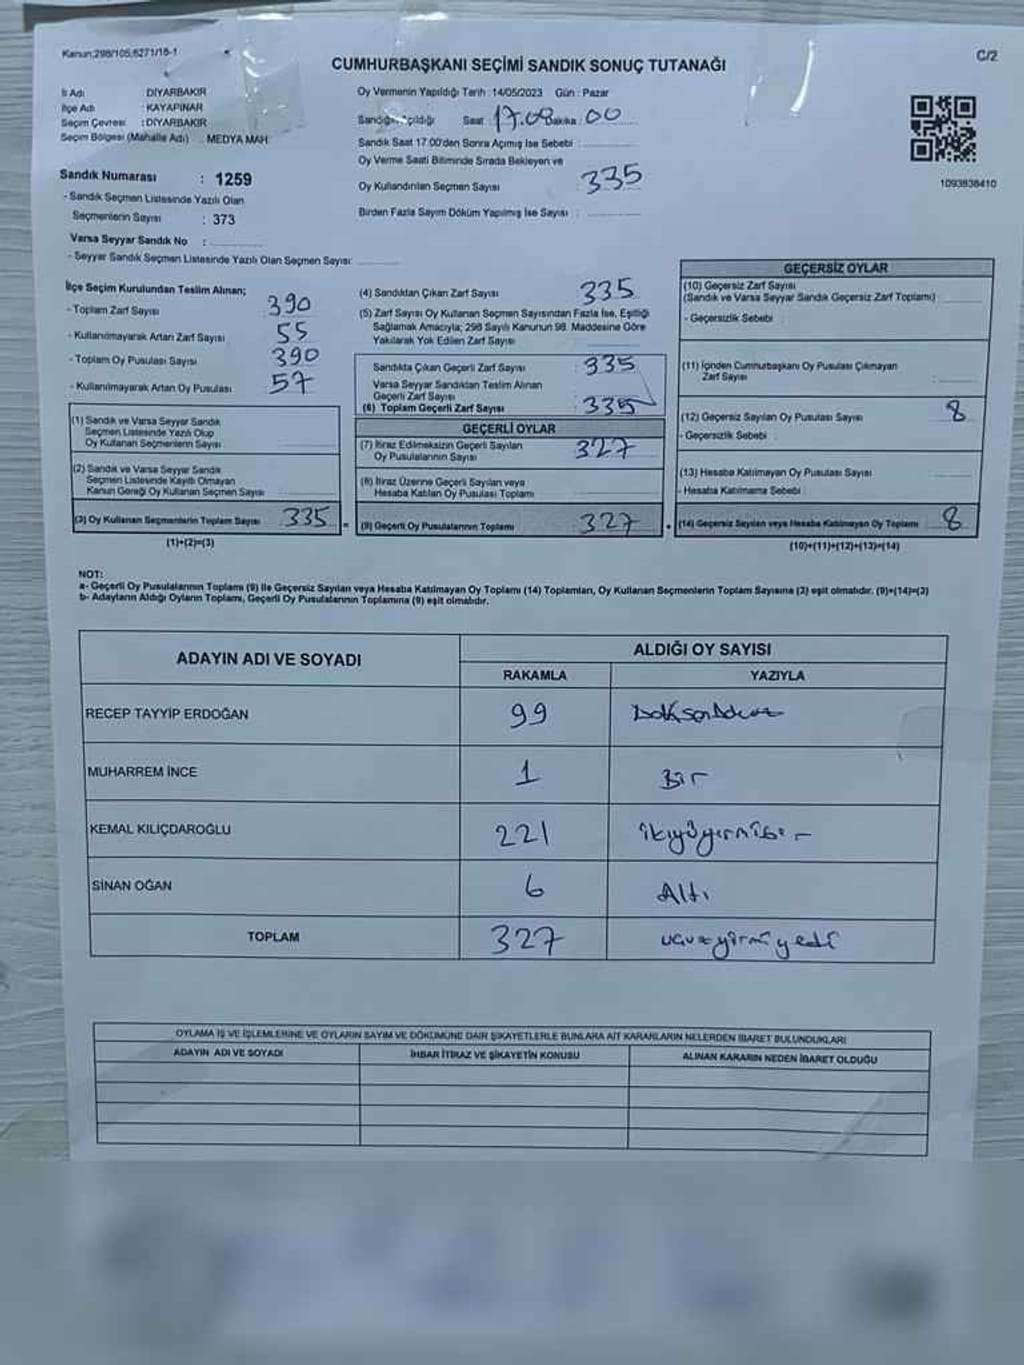 Kanun:298/105,6271/16-1
C/2
CUMHURBAŞKANI SEÇİMİ SANDIK SONUÇ TUTANAĞI
İl Adı : DİYARBAKIR
İlçe Adı : KAYAPINAR
Seçim Çevresi : DİYARBAKIR
Seçim Bölgesi (Mahalle Adı) : MEDYA MAH.
Oy Vermenin Yapıldığı Tarih : 14/05/2023 Gün : Pazar
Sandığın Açıldığı Saat 17.08 Dakika 00
Sandık Saat 17:00'den Sonra Açılmış İse Sebebi :
Oy Verme Saati Bitiminde Sırada Bekleyen ve
Oy Kullandırılan Seçmen Sayısı : 335
Birden Fazla Sayım Döküm Yapılmış İse Sayısı :
1093838410
Sandık Numarası : 1259
- Sandık Seçmen Listesinde Yazılı Olan
Seçmenlerin Sayısı : 373
Varsa Seyyar Sandık No :
- Seyyar Sandık Seçmen Listesinde Yazılı Olan Seçmen Sayısı:
İlçe Seçim Kurulundan Teslim Alınan;
- Toplam Zarf Sayısı 390
- Kullanılmayarak Artan Zarf Sayısı 55
- Toplam Oy Pusulası Sayısı 390
- Kullanılmayarak Artan Oy Pusulası 57
(1) Sandık ve Varsa Seyyar Sandık
Seçmen Listesinde Yazılı Olup
Oy Kullanan Seçmenlerin Sayısı
(2) Sandık ve Varsa Seyyar Sandık
Seçmen Listesinde Kayıtlı Olmayan
Kanun Gereği Oy Kullanan Seçmen Sayısı
(3) Oy Kullanan Seçmenlerin Toplam Sayısı 335
(1)+(2)=(3)
(4) Sandıktan Çıkan Zarf Sayısı 335
(5) Zarf Sayısı Oy Kullanan Seçmen Sayısından Fazla İse, Eşitliği
Sağlamak Amacıyla; 298 Sayılı Kanunun 98. Maddesine Göre
Yakılarak Yok Edilen Zarf Sayısı
Sandıkta Çıkan Geçerli Zarf Sayısı : 335
Varsa Seyyar Sandıktan Teslim Alınan
Geçerli Zarf Sayısı
(6) Toplam Geçerli Zarf Sayısı : 335
GEÇERLİ OYLAR
(7) İtiraz Edilmeksizin Geçerli Sayılan
Oy Pusulalarının Sayısı 327
(8) İtiraz Üzerine Geçerli Sayılan veya
Hesaba Katılan Oy Pusulası Toplamı
(9) Geçerli Oy Pusulalarının Toplamı : 327
GEÇERSİZ OYLAR
(10) Geçersiz Zarf Sayısı
(Sandık ve Varsa Seyyar Sandık Geçersiz Zarf Toplamı)
- Geçersizlik Sebebi :
(11) İçinden Cumhurbaşkanı Oy Pusulası Çıkmayan
Zarf Sayısı
(12) Geçersiz Sayılan Oy Pusulası Sayısı 8
- Geçersizlik Sebebi :
(13) Hesaba Katılmayan Oy Pusulası Sayısı
- Hesaba Katılmama Sebebi :
(14) Geçersiz Sayılan veya Hesaba Katılmayan Oy Toplamı 8
(10)+(11)+(12)+(13)=(14)
NOT:
a- Geçerli Oy Pusulalarının Toplamı (9) ile Geçersiz Sayılan veya Hesaba Katılmayan Oy Toplamı (14) Toplamları, Oy Kullanan Seçmenlerin Toplam Sayısına (3) eşit olmalıdır. (9)+(14)=(3)
b- Adayların Aldığı Oyların Toplamı, Geçerli Oy Pusulalarının Toplamına (9) eşit olmalıdır.
ADAYIN ADI VE SOYADI
ALDIĞI OY SAYISI
RAKAMLA YAZIYLA
RECEP TAYYİP ERDOĞAN 99 Doksandokuz
MUHARREM İNCE 1 Bir
KEMAL KILIÇDAROĞLU 221 ikiyüzyirmibir
SİNAN OĞAN 6 Altı
TOPLAM 327 üçyüzyirmiyedi
OYLAMA İŞ VE İŞLEMLERİNE VE OYLARIN SAYIM VE DÖKÜMÜNE DAİR ŞİKAYETLERLE BUNLARA AİT KARARLARIN NELERDEN İBARET BULUNDUKLARI
ADAYIN ADI VE SOYADI İHBAR İTİRAZ VE ŞİKAYETİN KONUSU ALINAN KARARIN NEDEN İBARET OLDUĞU